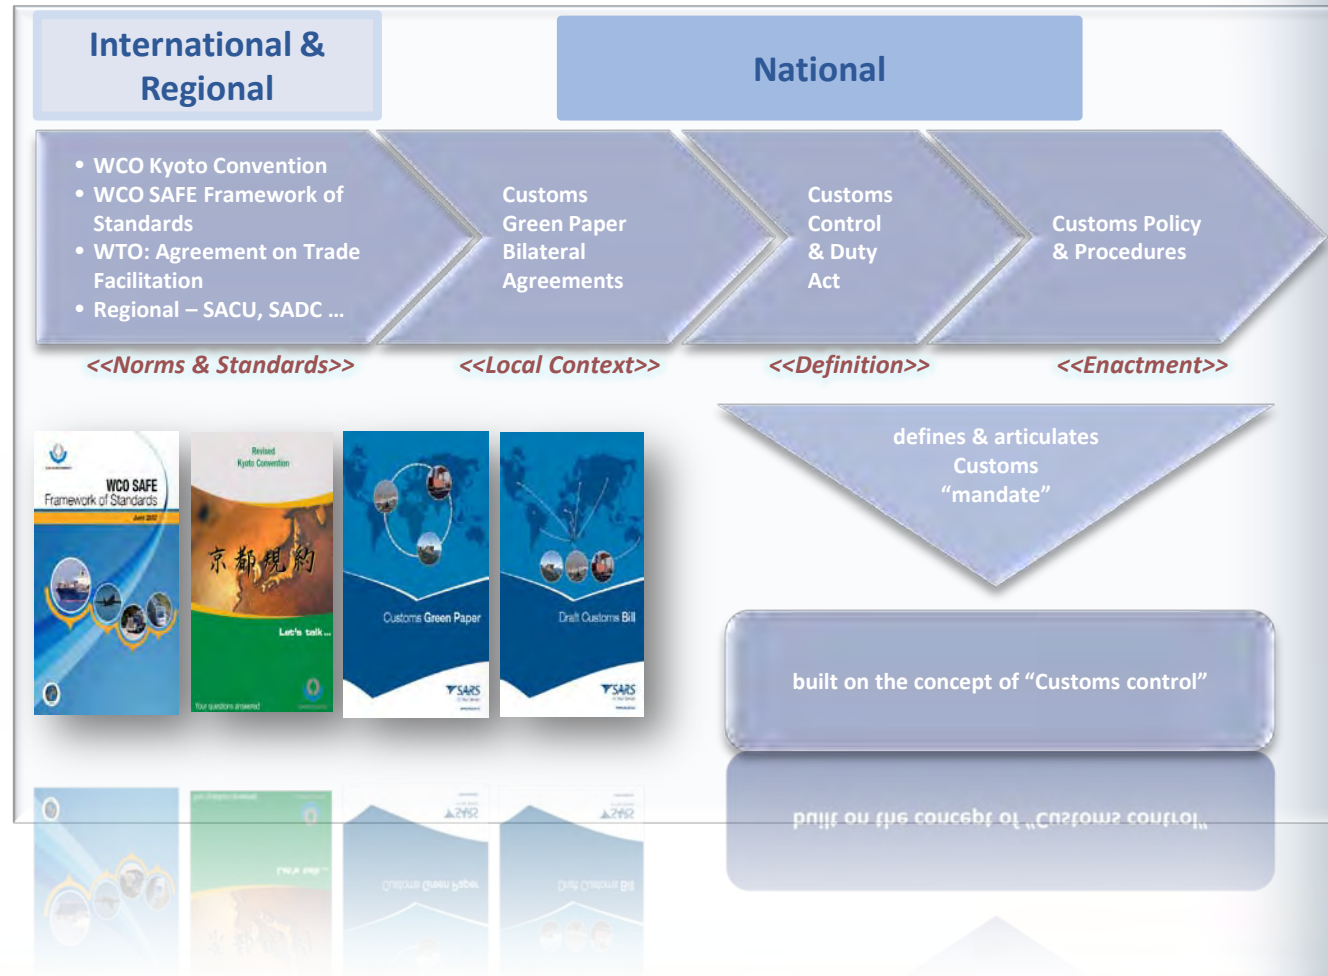 International &
Regional
National
• WCO Kyoto Convention
• WCO SAFE Framework of
Standards
• WTO: Agreement on Trade
Facilitation
• Regional – SACU, SADC ...
Customs
Green Paper
Bilateral
Agreements
Customs
Control
& Duty
Act
Customs Policy
& Procedures
<<Norms & Standards>>
<<Local Context>>
<<Definition>>
<<Enactment>>
defines & articulates
Customs
“mandate”
WCO SAFE
Framework of Standards
Revised
Kyoto Convention
京都規約
Let's talk...
Your questions answered
Customs Green Paper
SARS
Draft Customs Bill
SARS
built on the concept of “Customs control”